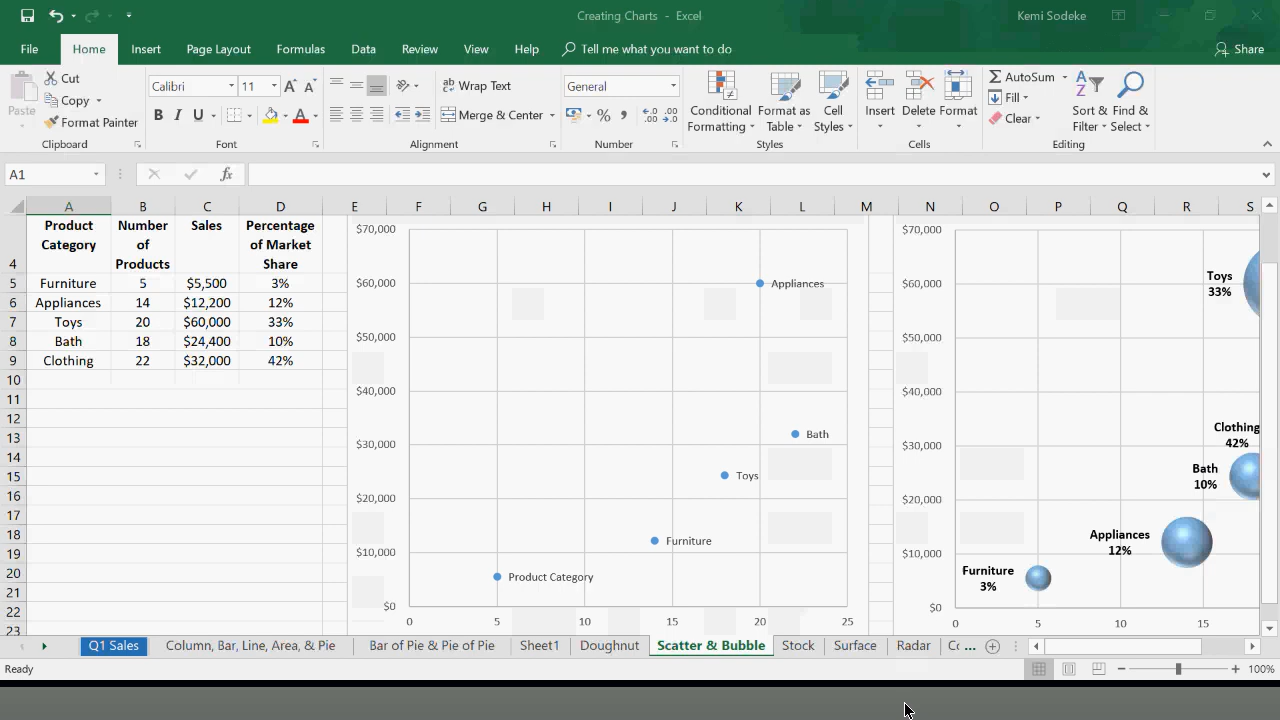 Creating Charts - Excel
Kemi Sodeke
File Home Insert Page Layout Formulas Data Review View Help Tell me what you want to do Share
Paste
Cut
Copy
Format Painter
Clipboard
Calibri 11
B I U
Font
Wrap Text
Merge & Center
Alignment
General
% ,
Number
Conditional Formatting
Format as Table
Cell Styles
Styles
Insert Delete Format
Cells
AutoSum
Fill
Clear
Sort & Filter
Find & Select
Editing
A1
fx
A B C D E F G H I J K L M N O P Q R S
4 Product Category Number of Products Sales Percentage of Market Share
5 Furniture 5 $5,500 3%
6 Appliances 14 $12,200 12%
7 Toys 20 $60,000 33%
8 Bath 18 $24,400 10%
9 Clothing 22 $32,000 42%
10
11
12
13
14
15
16
17
18
19
20
21
22
23
$70,000
$60,000
$50,000
$40,000
$30,000
$20,000
$10,000
$0
0 5 10 15 20 25
Appliances
Bath
Toys
Furniture
Product Category
$70,000
$60,000
$50,000
$40,000
$30,000
$20,000
$10,000
$0
0 5 10 15
Toys
33%
Clothing
42%
Bath
10%
Appliances
12%
Furniture
3%
Q1 Sales Column, Bar, Line, Area, & Pie Bar of Pie & Pie of Pie Sheet1 Doughnut Scatter & Bubble Stock Surface Radar Cc ...
Ready
100%